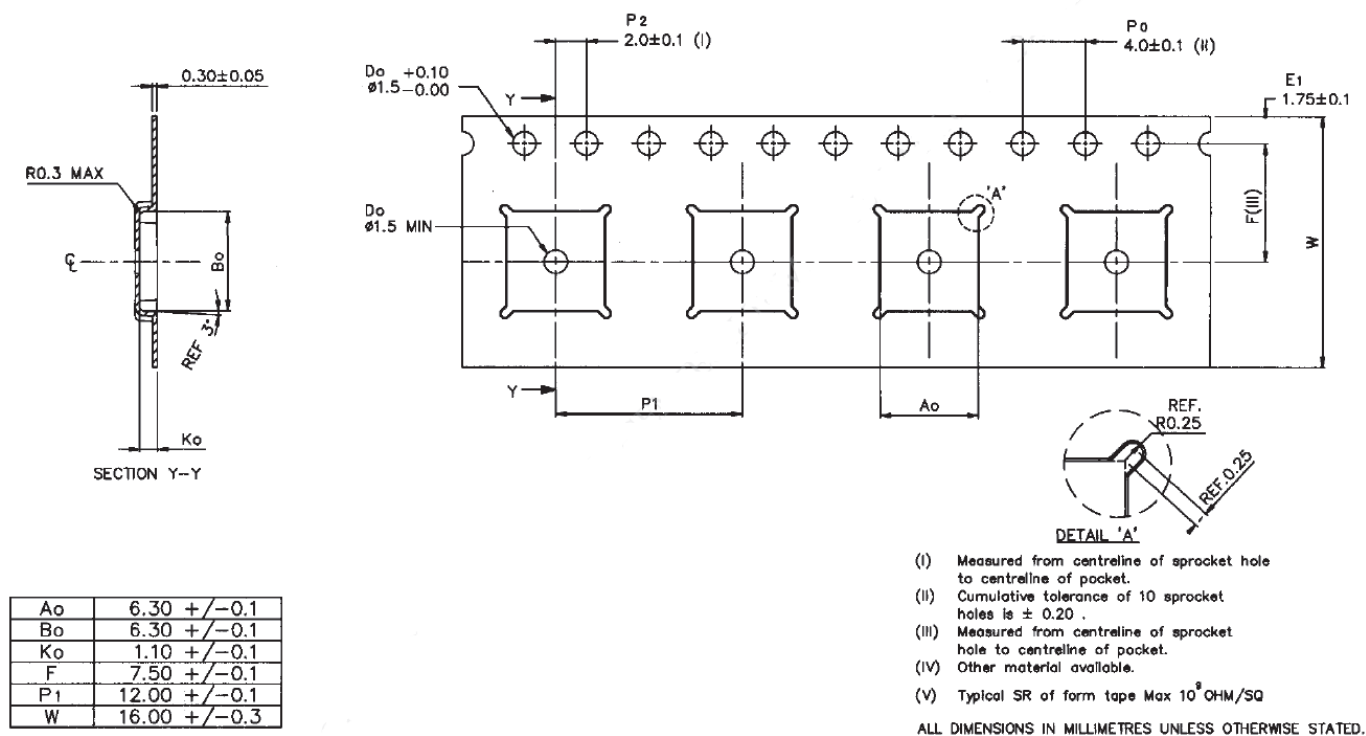 P2
2.0±0.1 (I)
Po
4.0±0.1 (II)
0.30±0.05
Do +0.10
ø1.5-0.00
Y
E1
1.75±0.1
R0.3 MAX
'A'
Do
ø1.5 MIN
F(III)
W
Bo
REF 3°
Y
P1
Ao
Ko
SECTION Y-Y
REF.
R0.25
REF.0.25
DETAIL 'A'
(I) Measured from centreline of sprocket hole
to centreline of pocket.
(II) Cumulative tolerance of 10 sprocket
holes is ± 0.20 .
(III) Measured from centreline of sprocket
hole to centreline of pocket.
(IV) Other material available.
(V) Typical SR of form tape Max 10⁹ OHM/SQ
ALL DIMENSIONS IN MILLIMETRES UNLESS OTHERWISE STATED.
Ao 6.30 +/-0.1
Bo 6.30 +/-0.1
Ko 1.10 +/-0.1
F 7.50 +/-0.1
P1 12.00 +/-0.1
W 16.00 +/-0.3